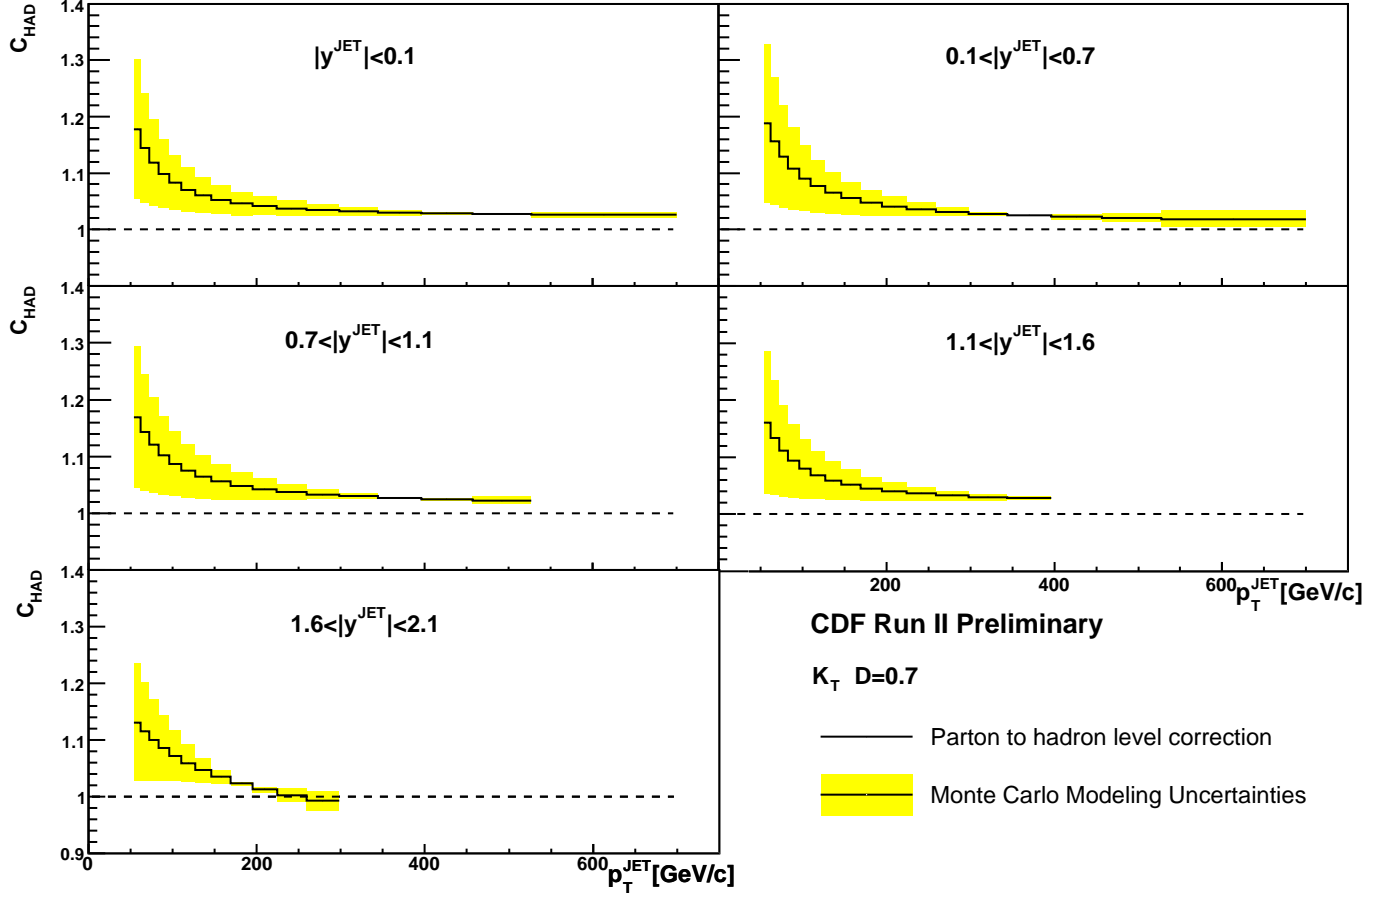 C_HAD
1.4
1.3
1.2
1.1
1
|y^JET|<0.1
0.1<|y^JET|<0.7
C_HAD
1.4
1.3
1.2
1.1
1
0.7<|y^JET|<1.1
1.1<|y^JET|<1.6
200 400 600 p_T^JET[GeV/c]
C_HAD
1.4
1.3
1.2
1.1
1
0.9
1.6<|y^JET|<2.1
0 200 400 600 p_T^JET[GeV/c]
CDF Run II Preliminary
K_T D=0.7
Parton to hadron level correction
Monte Carlo Modeling Uncertainties